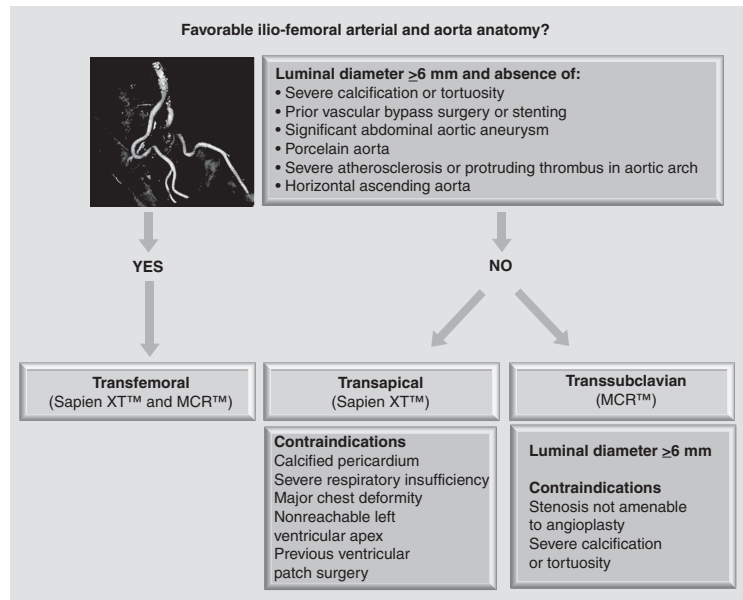 Favorable ilio-femoral arterial and aorta anatomy?
Luminal diameter ≥6 mm and absence of:
• Severe calcification or tortuosity
• Prior vascular bypass surgery or stenting
• Significant abdominal aortic aneurysm
• Porcelain aorta
• Severe atherosclerosis or protruding thrombus in aortic arch
• Horizontal ascending aorta
YES
NO
Transfemoral
(Sapien XT™ and MCR™)
Transapical
(Sapien XT™)
Transsubclavian
(MCR™)
Contraindications
Calcified pericardium
Severe respiratory insufficiency
Major chest deformity
Nonreachable left
ventricular apex
Previous ventricular
patch surgery
Luminal diameter ≥6 mm
Contraindications
Stenosis not amenable
to angioplasty
Severe calcification
or tortuosity